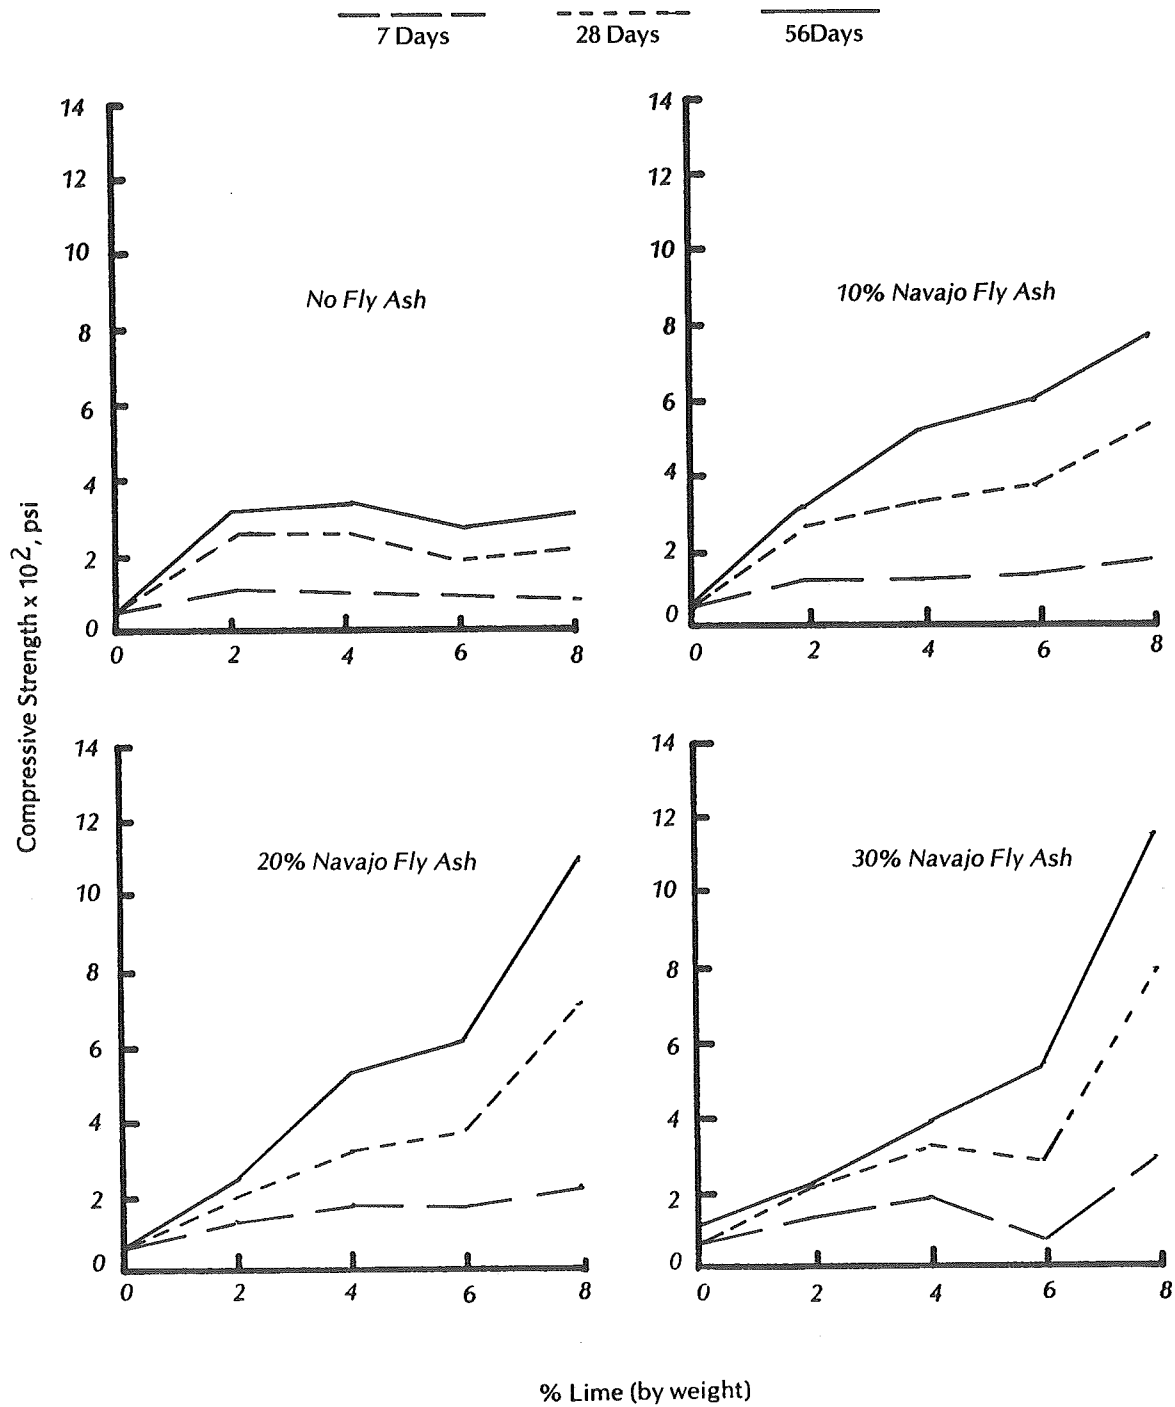 7 Days 28 Days 56Days
14
12
10
8
6
4
2
0
No Fly Ash
0 2 4 6 8
14
12
10
8
6
4
2
0
10% Navajo Fly Ash
0 2 4 6 8
Compressive Strength x 10², psi
14
12
10
8
6
4
2
0
20% Navajo Fly Ash
0 2 4 6 8
14
12
10
8
6
4
2
0
30% Navajo Fly Ash
0 2 4 6 8
% Lime (by weight)